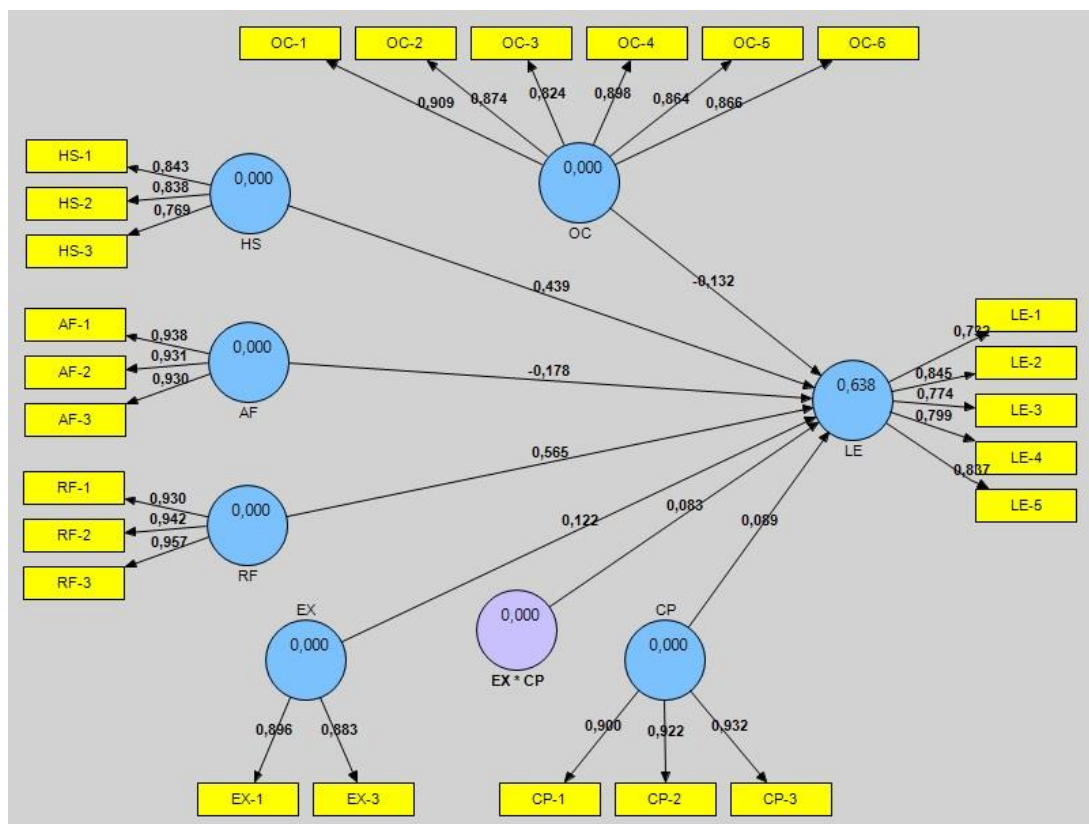 OC-1 OC-2 OC-3 OC-4 OC-5 OC-6
0,909 0,874 0,824 0,898 0,864 0,866
HS-1
HS-2
HS-3
0,843
0,838
0,769
0,000
HS
0,000
OC
0,439
-0,132
AF-1
AF-2
AF-3
0,938
0,931
0,930
0,000
AF
-0,178
0,638
LE
0,732
0,845
0,774
0,799
0,837
LE-1
LE-2
LE-3
LE-4
LE-5
RF-1
RF-2
RF-3
0,930
0,942
0,957
0,000
RF
0,565
0,122
0,083
0,089
EX
0,000
0,000
EX * CP
CP
0,000
0,896 0,883
0,900 0,922 0,932
EX-1 EX-3
CP-1 CP-2 CP-3